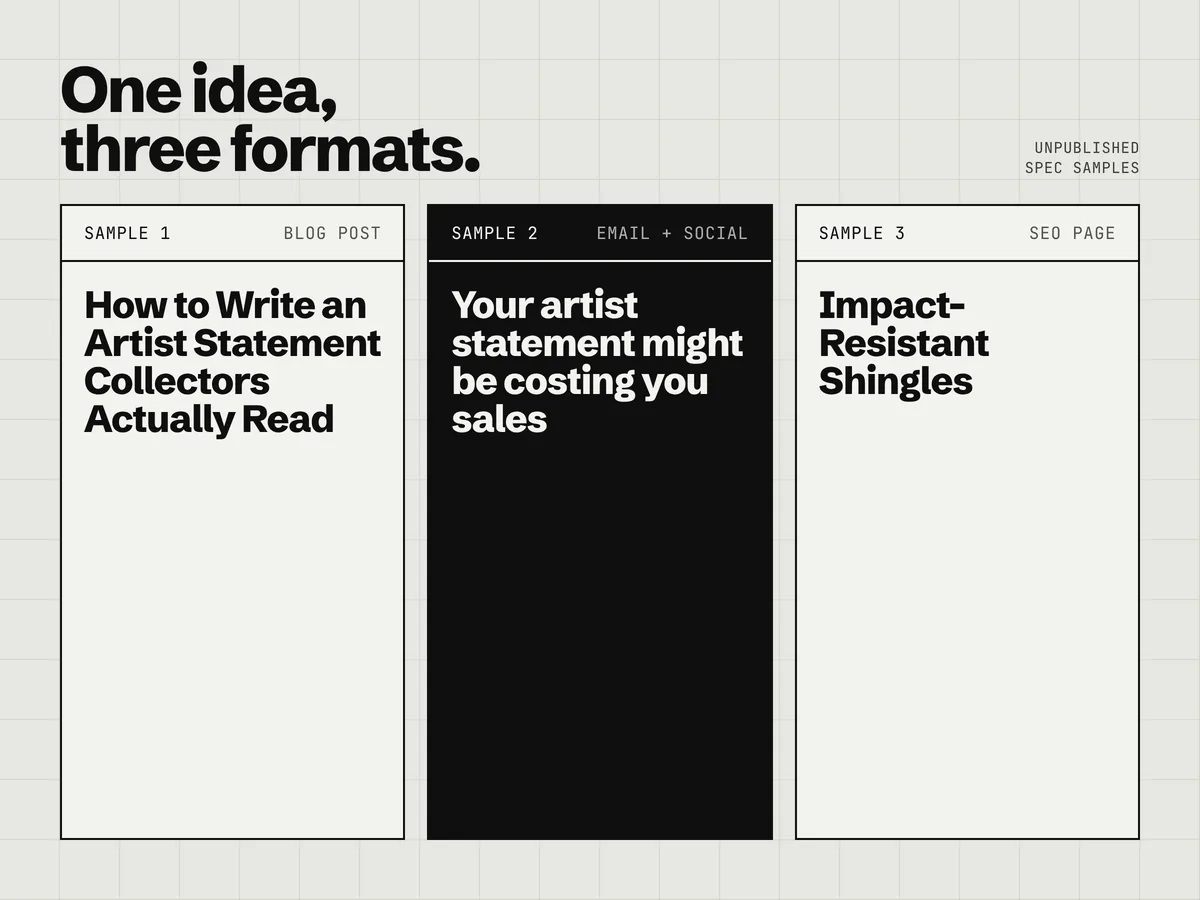 One idea,
three formats.
UNPUBLISHED
SPEC SAMPLES
SAMPLE 1 BLOG POST
How to Write an
Artist Statement
Collectors
Actually Read
SAMPLE 2 EMAIL + SOCIAL
Your artist
statement might
be costing you
sales
SAMPLE 3 SEO PAGE
Impact-
Resistant
Shingles